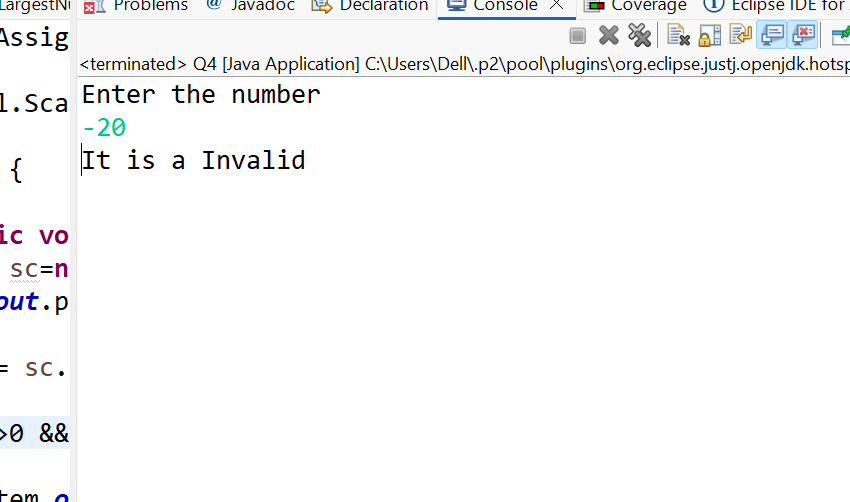 LargestNu Problems @ Javadoc Declaration Console Coverage Eclipse IDE for
Assig
<terminated> Q4 [Java Application] C:\Users\Dell\.p2\pool\plugins\org.eclipse.justj.openjdk.hotsp
Enter the number
l.Sca
-20
It is a Invalid
{
ic vo
sc=n
out.p
= sc.
>0 &&
tem.o